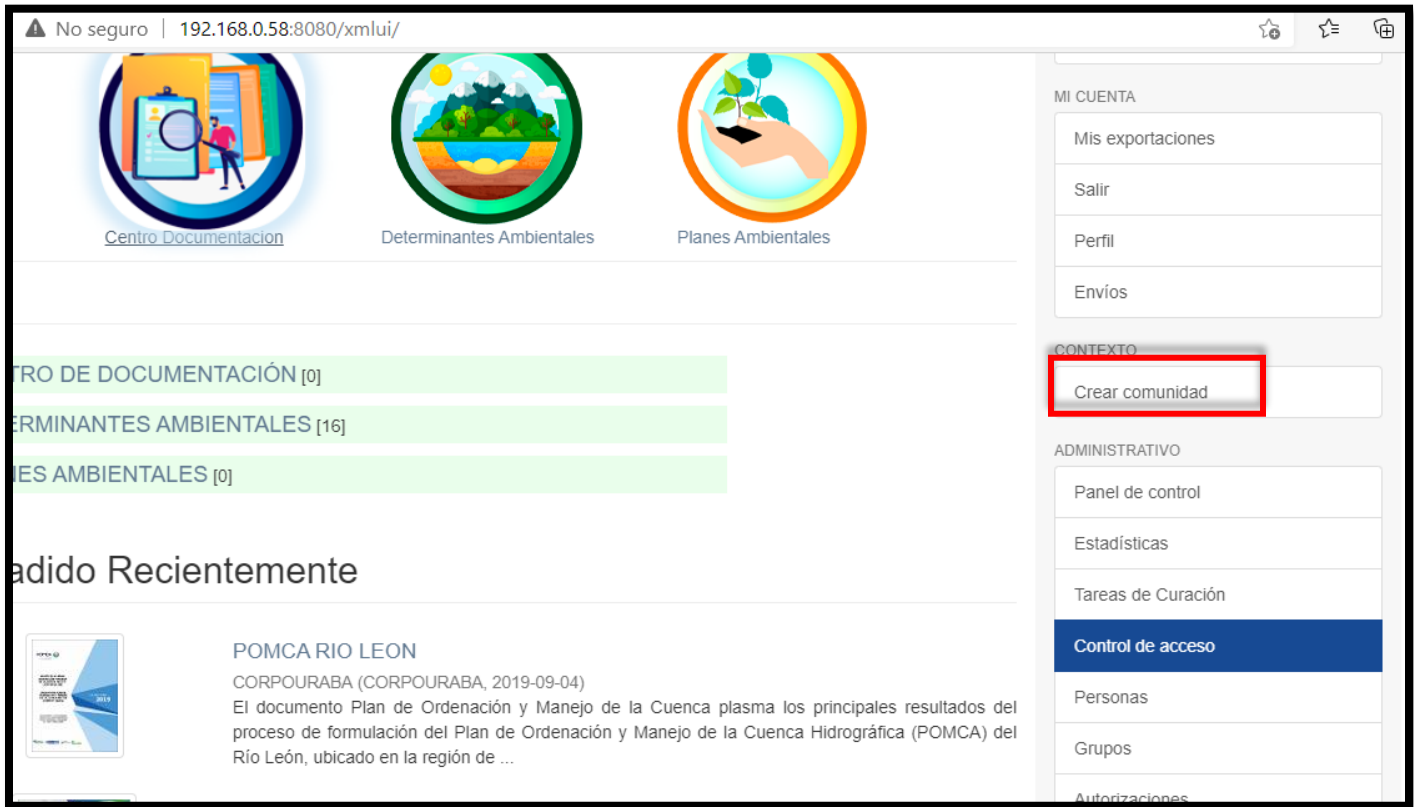 No seguro | 192.168.0.58:8080/xmlui/
Centro Documentacion
Determinantes Ambientales
Planes Ambientales
TRO DE DOCUMENTACIÓN [0]
ERMINANTES AMBIENTALES [16]
NES AMBIENTALES [0]
adido Recientemente
POMCA RIO LEON
CORPOURABA (CORPOURABA, 2019-09-04)
El documento Plan de Ordenación y Manejo de la Cuenca plasma los principales resultados del
proceso de formulación del Plan de Ordenación y Manejo de la Cuenca Hidrográfica (POMCA) del
Río León, ubicado en la región de ...
MI CUENTA
Mis exportaciones
Salir
Perfil
Envíos
CONTEXTO
Crear comunidad
ADMINISTRATIVO
Panel de control
Estadísticas
Tareas de Curación
Control de acceso
Personas
Grupos
Autorizaciones